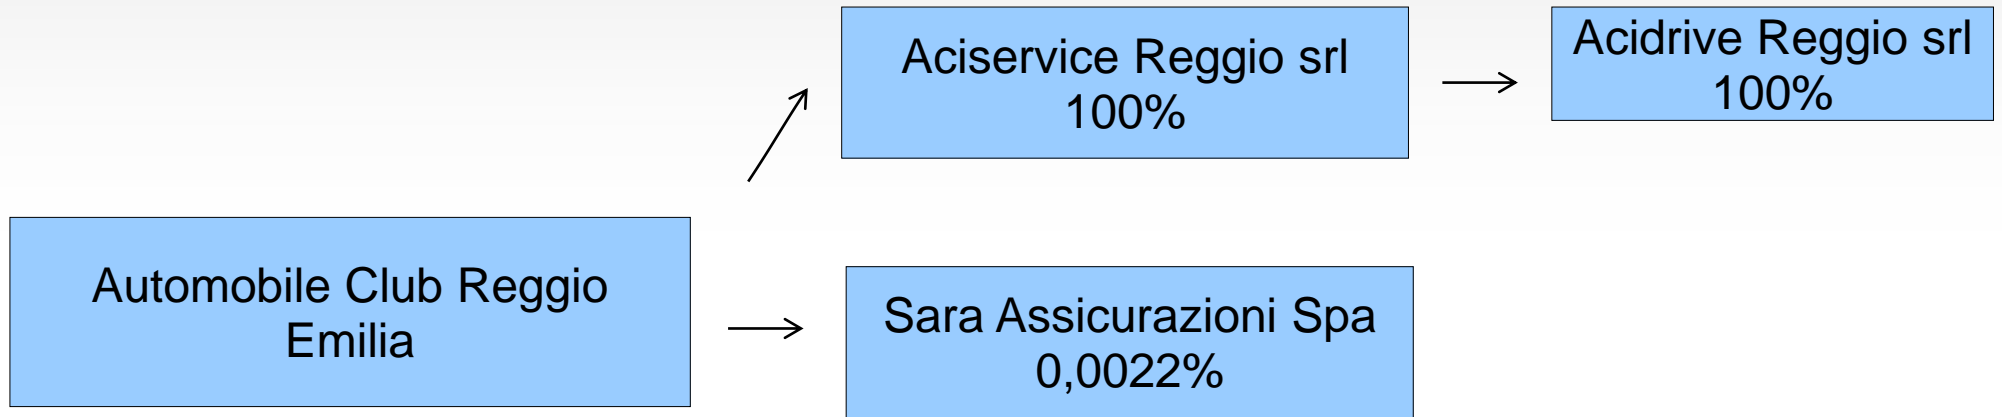 Aciservice Reggio srl
100%
Acidrive Reggio srl
100%
Automobile Club Reggio
Emilia
Sara Assicurazioni Spa
0,0022%